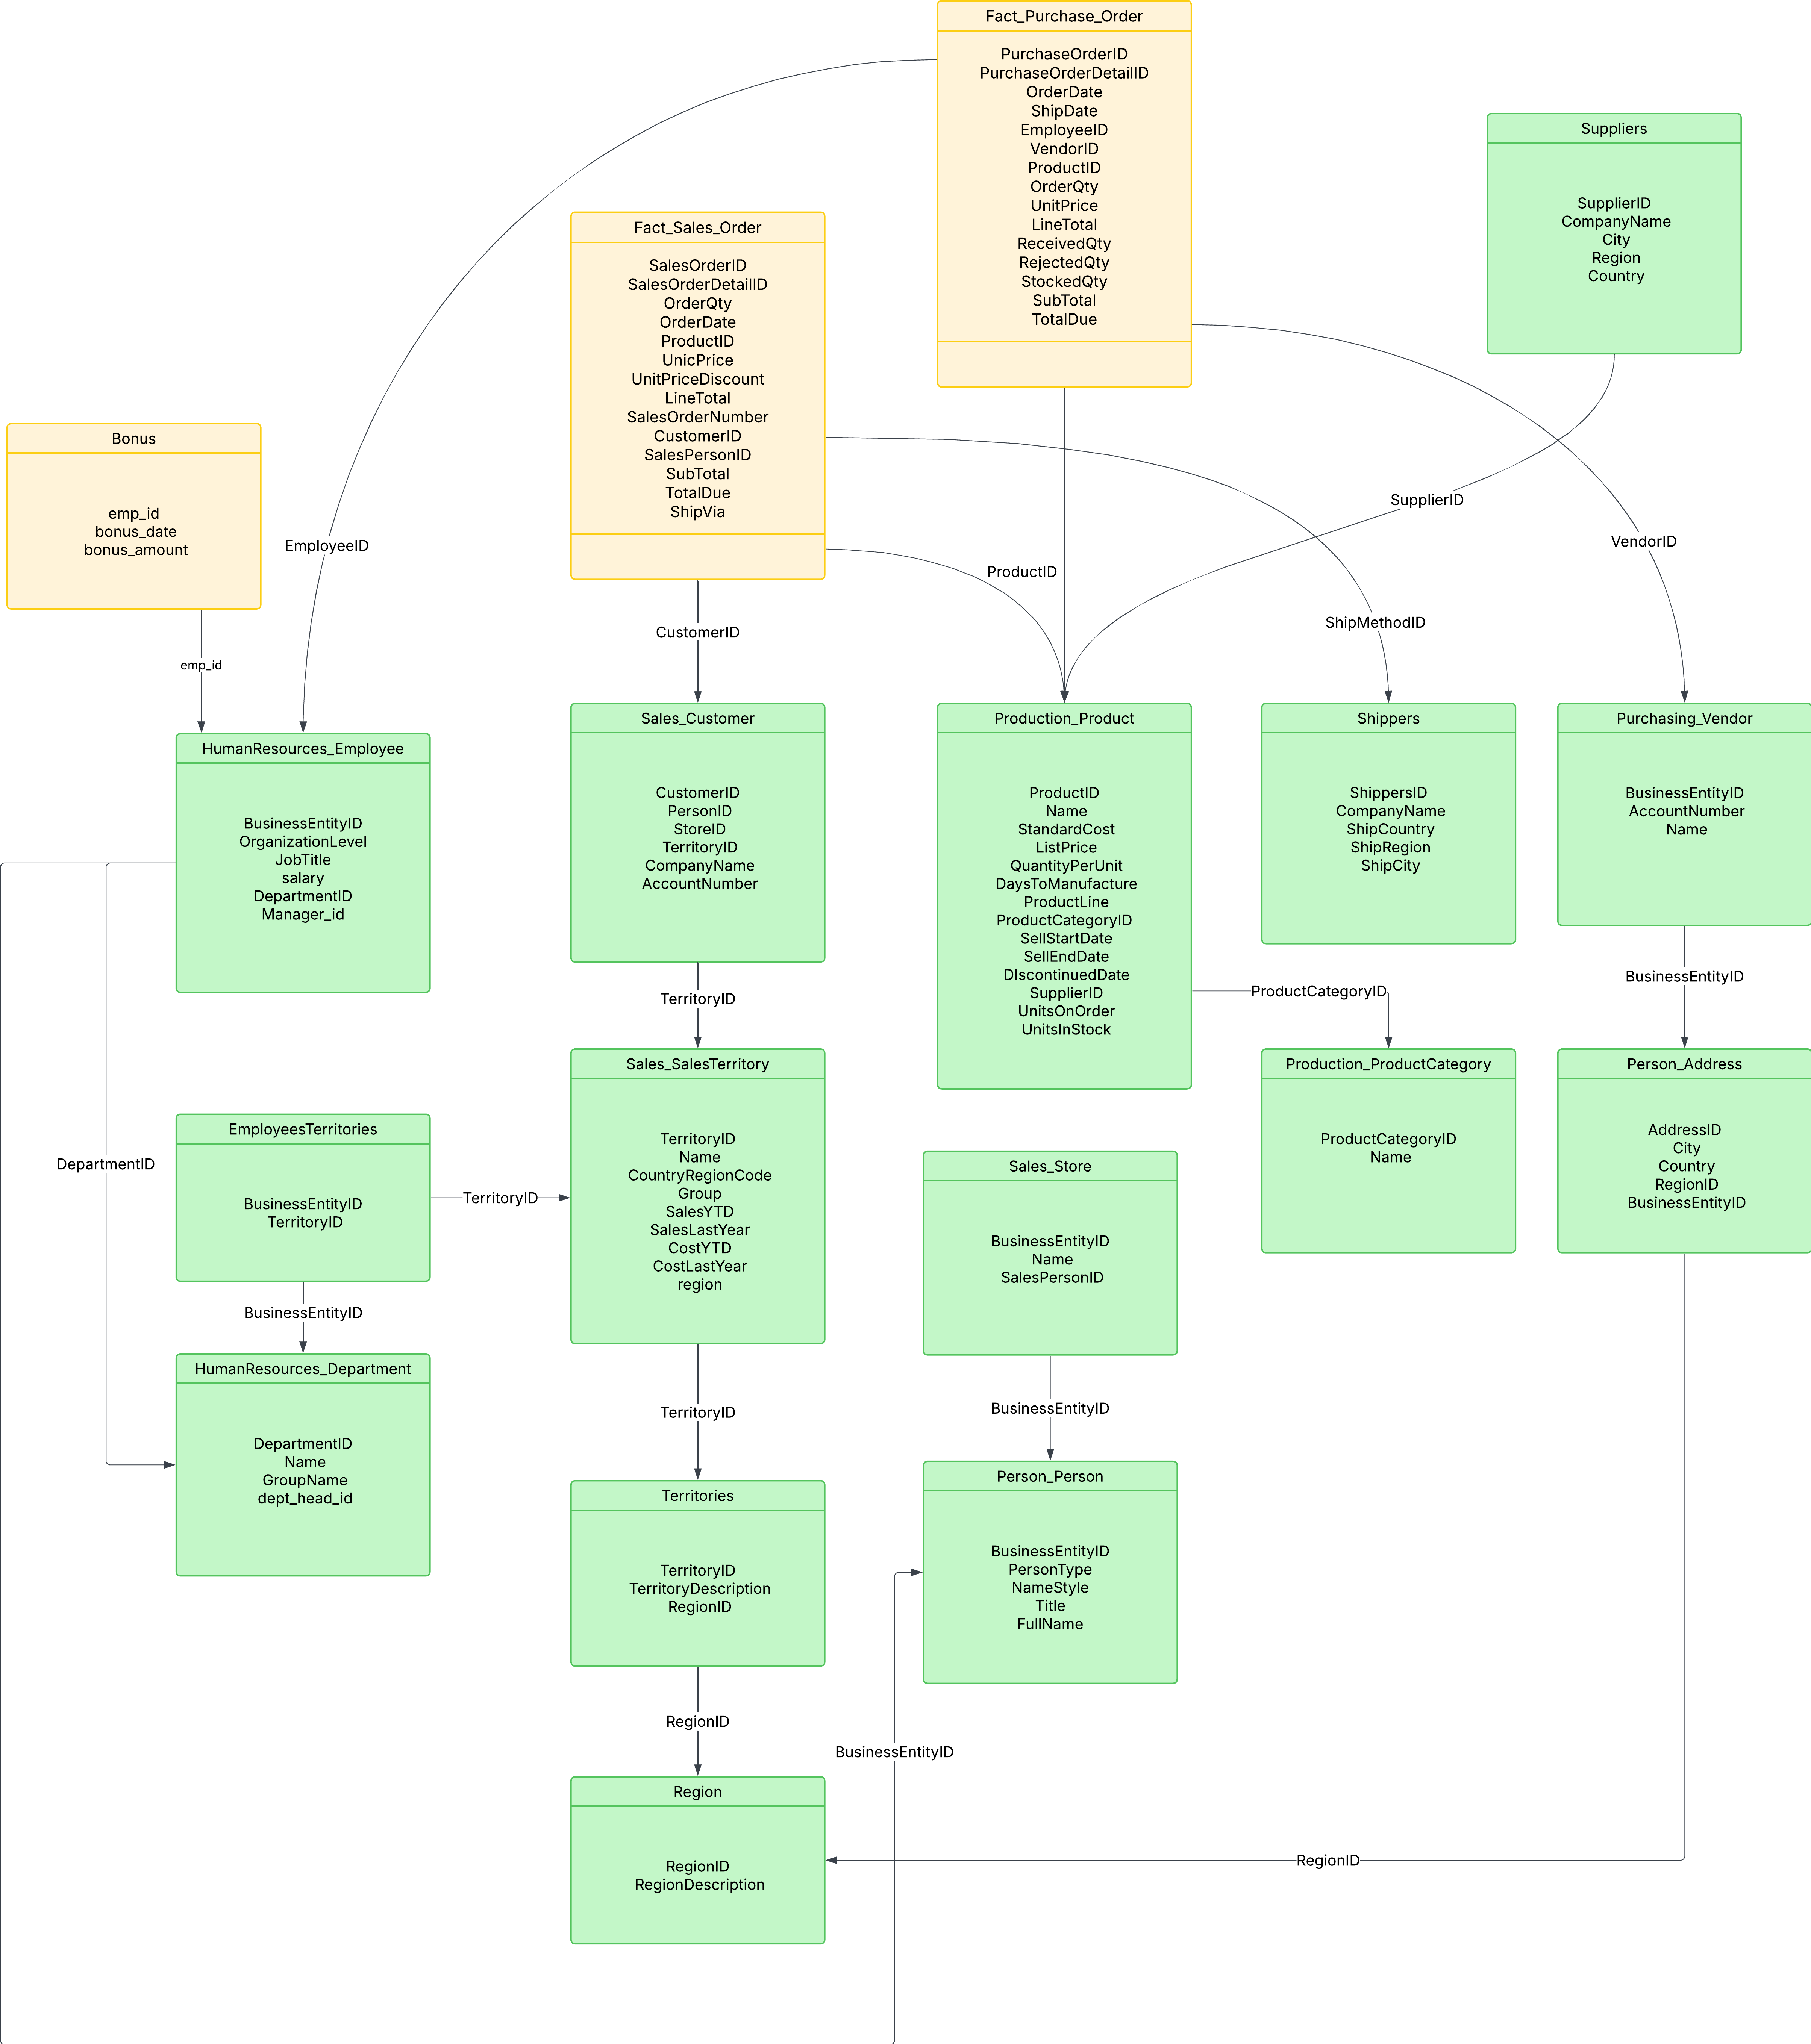 Fact_Purchase_Order
PurchaseOrderID
PurchaseOrderDetailID
OrderDate
ShipDate
EmployeeID
VendorID
ProductID
OrderQty
UnitPrice
LineTotal
ReceivedQty
RejectedQty
StockedQty
SubTotal
TotalDue
Suppliers
SupplierID
CompanyName
City
Region
Country
Fact_Sales_Order
SalesOrderID
SalesOrderDetailID
OrderQty
OrderDate
ProductID
UnicPrice
UnitPriceDiscount
LineTotal
SalesOrderNumber
CustomerID
SalesPersonID
SubTotal
TotalDue
ShipVia
Bonus
emp_id
bonus_date
bonus_amount
SupplierID
VendorID
EmployeeID
ProductID
ShipMethodID
CustomerID
emp_id
HumanResources_Employee
BusinessEntityID
OrganizationLevel
JobTitle
salary
DepartmentID
Manager_id
Sales_Customer
CustomerID
PersonID
StoreID
TerritoryID
CompanyName
AccountNumber
Production_Product
ProductID
Name
StandardCost
ListPrice
QuantityPerUnit
DaysToManufacture
ProductLine
ProductCategoryID
SellStartDate
SellEndDate
DIscontinuedDate
SupplierID
UnitsOnOrder
UnitsInStock
Shippers
ShippersID
CompanyName
ShipCountry
ShipRegion
ShipCity
Purchasing_Vendor
BusinessEntityID
AccountNumber
Name
BusinessEntityID
ProductCategoryID
TerritoryID
Sales_SalesTerritory
TerritoryID
Name
CountryRegionCode
Group
SalesYTD
SalesLastYear
CostYTD
CostLastYear
region
Production_ProductCategory
ProductCategoryID
Name
Person_Address
AddressID
City
Country
RegionID
BusinessEntityID
EmployeesTerritories
BusinessEntityID
TerritoryID
DepartmentID
TerritoryID
Sales_Store
BusinessEntityID
Name
SalesPersonID
BusinessEntityID
HumanResources_Department
DepartmentID
Name
GroupName
dept_head_id
TerritoryID
BusinessEntityID
Territories
TerritoryID
TerritoryDescription
RegionID
Person_Person
BusinessEntityID
PersonType
NameStyle
Title
FullName
RegionID
BusinessEntityID
Region
RegionID
RegionDescription
RegionID